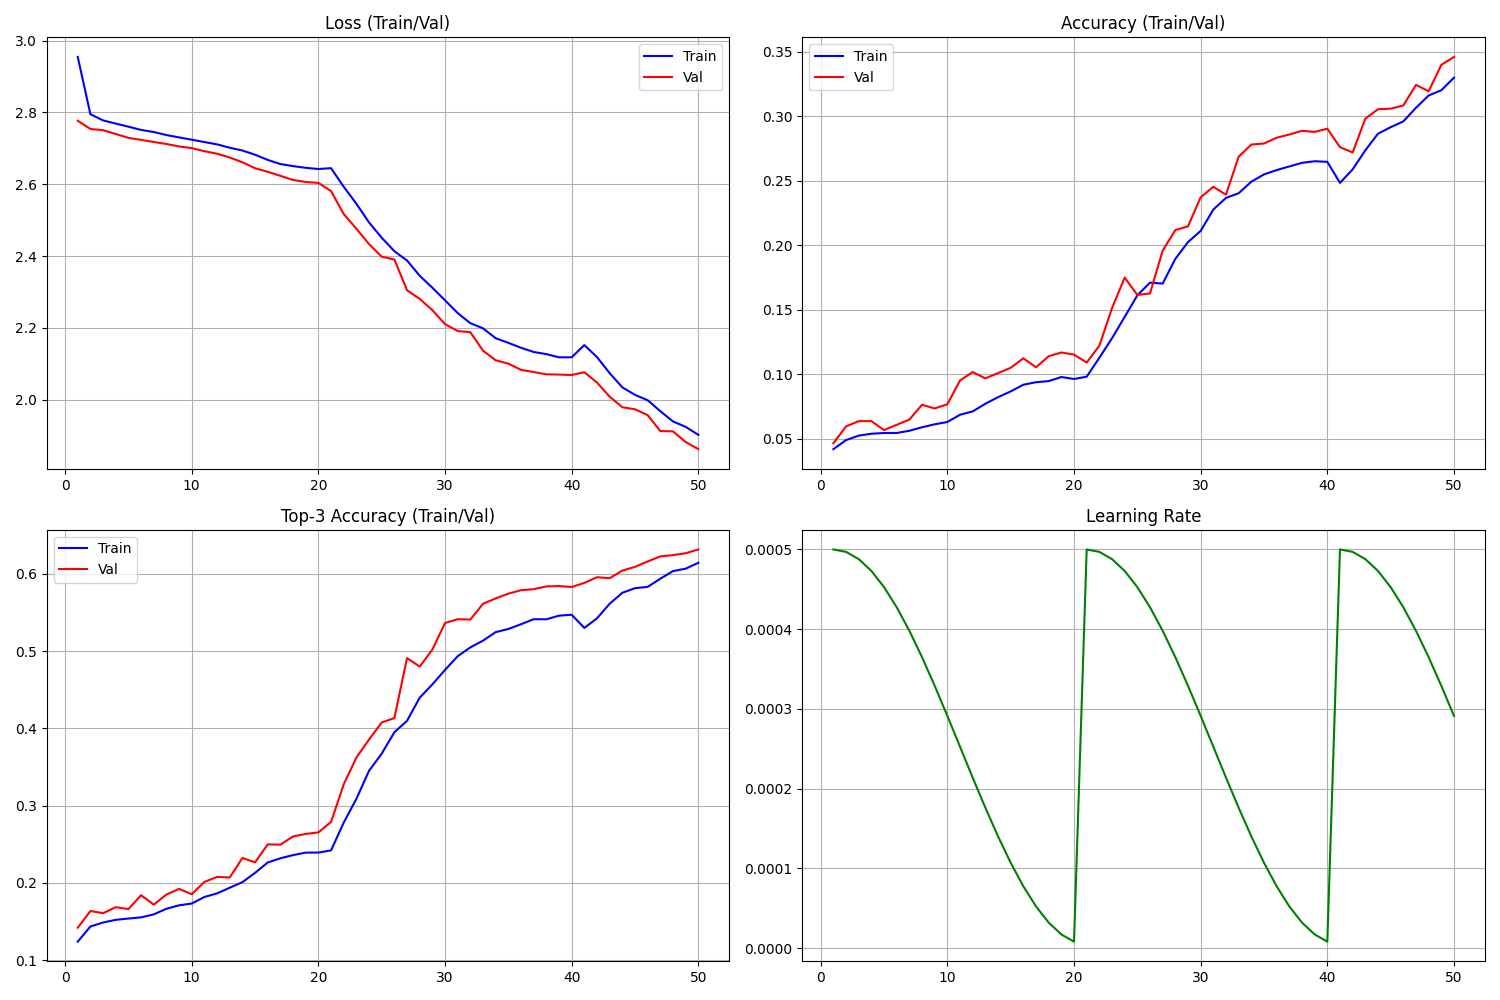 Loss (Train/Val)
3.0
2.8
2.6
2.4
2.2
2.0
0 10 20 30 40 50
Train
Val
Accuracy (Train/Val)
0.35
0.30
0.25
0.20
0.15
0.10
0.05
0 10 20 30 40 50
Train
Val
Top-3 Accuracy (Train/Val)
0.6
0.5
0.4
0.3
0.2
0.1
0 10 20 30 40 50
Train
Val
Learning Rate
0.0005
0.0004
0.0003
0.0002
0.0001
0.0000
0 10 20 30 40 50